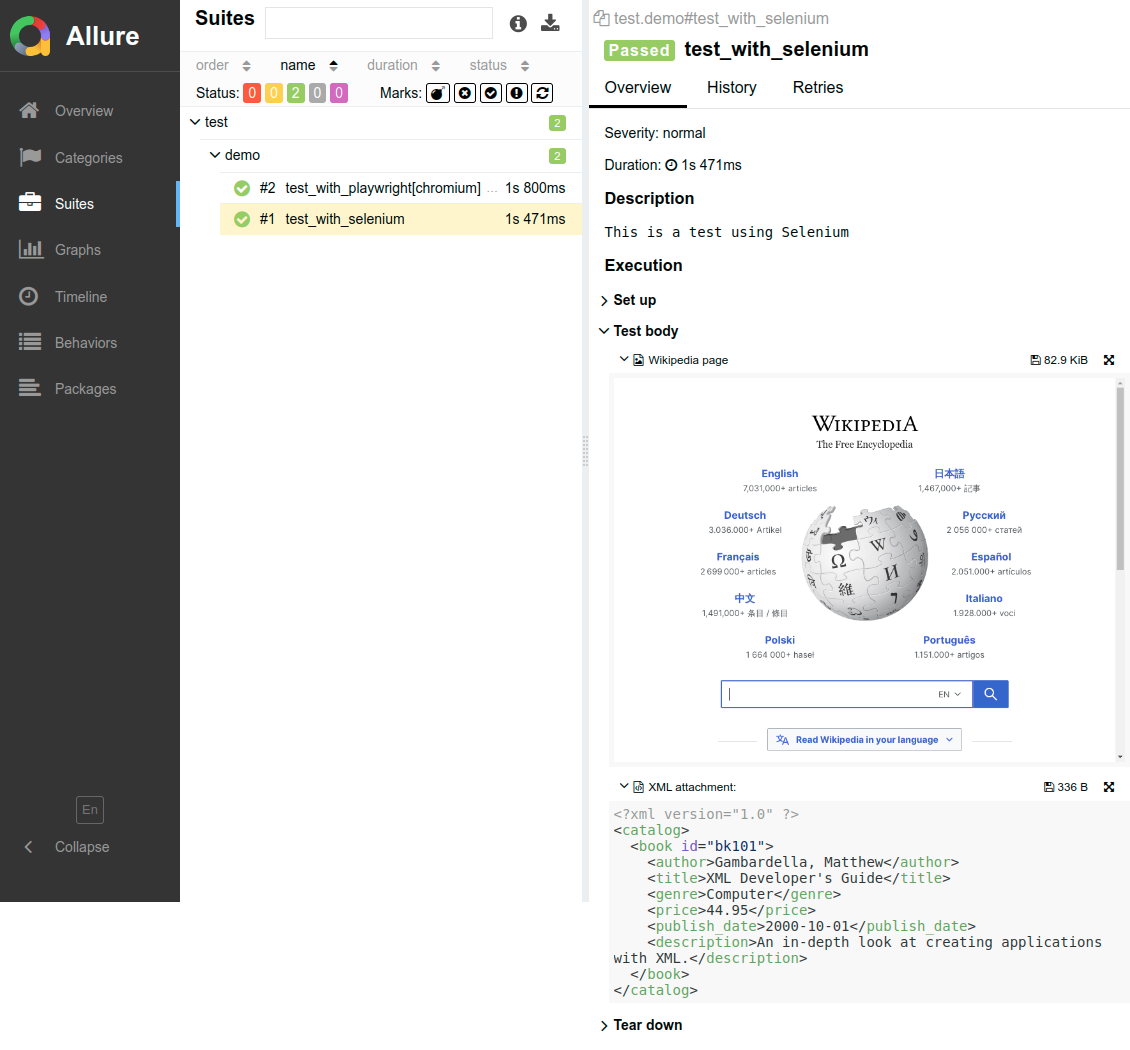 Allure
Overview
Categories
Suites
Graphs
Timeline
Behaviors
Packages
En
Collapse
Suites
order name duration status
Status: 0 0 2 0 0 Marks:
test 2
demo 2
#2 test_with_playwright[chromium] ... 1s 800ms
#1 test_with_selenium 1s 471ms
test.demo#test_with_selenium
Passed test_with_selenium
Overview History Retries
Severity: normal
Duration: 1s 471ms
Description
This is a test using Selenium
Execution
Set up
Test body
Wikipedia page 82.9 KiB
WIKIPEDIA
The Free Encyclopedia
English
7,031,000+ articles
日本語
1,467,000+ 記事
Deutsch
3.036.000+ Artikel
Русский
2 056 000+ статей
Français
2 699 000+ articles
Español
2.051.000+ artículos
中文
1,491,000+ 条目 / 條目
Italiano
1.928.000+ voci
Polski
1 664 000+ haseł
Português
1.151.000+ artigos
Ω W И 維
EN
Read Wikipedia in your language
XML attachment: 336 B
<?xml version="1.0" ?>
<catalog>
  <book id="bk101">
    <author>Gambardella, Matthew</author>
    <title>XML Developer's Guide</title>
    <genre>Computer</genre>
    <price>44.95</price>
    <publish_date>2000-10-01</publish_date>
    <description>An in-depth look at creating applications
with XML.</description>
  </book>
</catalog>
Tear down